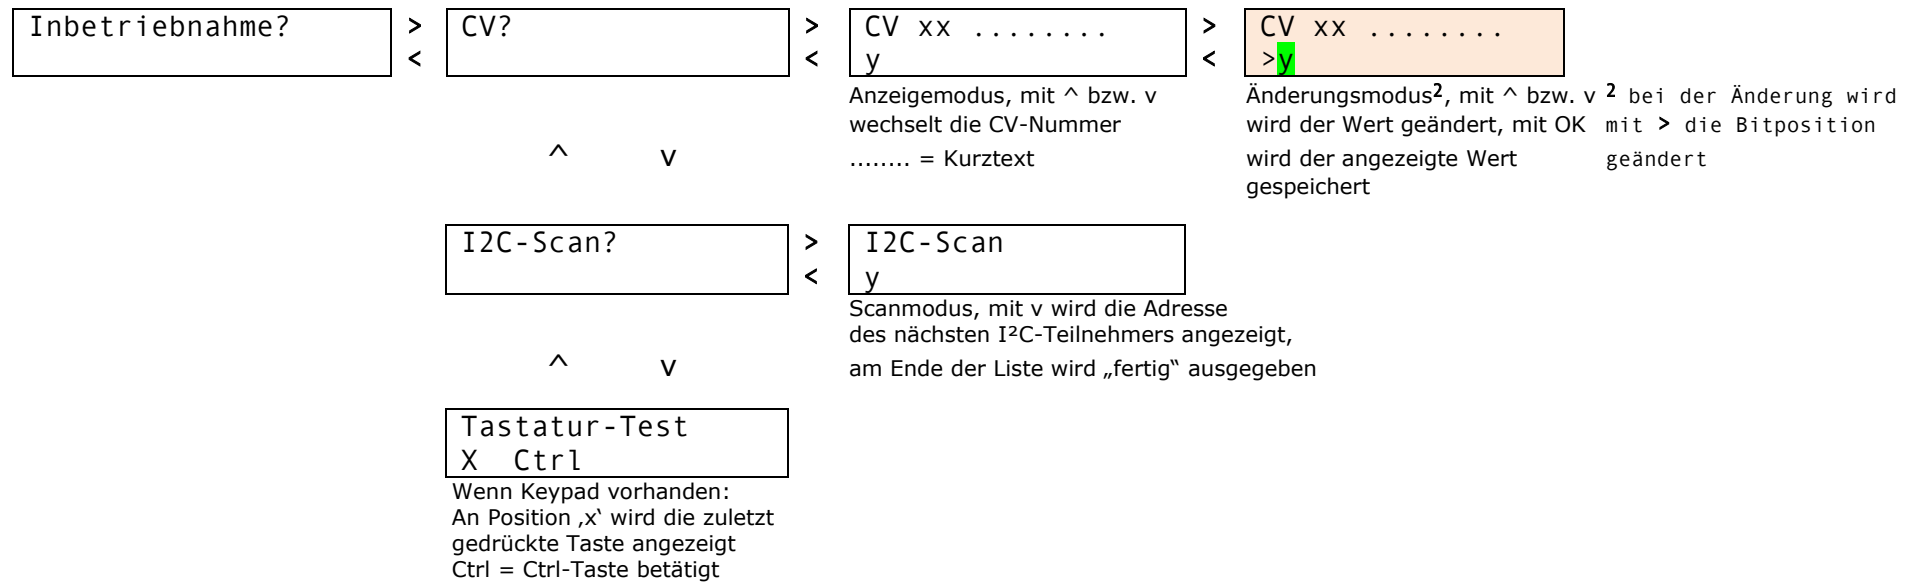 Inbetriebnahme? > CV? > CV xx ........ > CV xx ........
< < y < >y
Anzeigemodus, mit ^ bzw. v
wechselt die CV-Nummer
........ = Kurztext
Änderungsmodus², mit ^ bzw. v
wird der Wert geändert, mit OK
wird der angezeigte Wert
gespeichert
² bei der Änderung wird
mit > die Bitposition
geändert
^ v
I2C-Scan? > I2C-Scan
< y
Scanmodus, mit v wird die Adresse
des nächsten I²C-Teilnehmers angezeigt,
am Ende der Liste wird „fertig“ ausgegeben
^ v
Tastatur-Test
X Ctrl
Wenn Keypad vorhanden:
An Position ‚x‘ wird die zuletzt
gedrückte Taste angezeigt
Ctrl = Ctrl-Taste betätigt